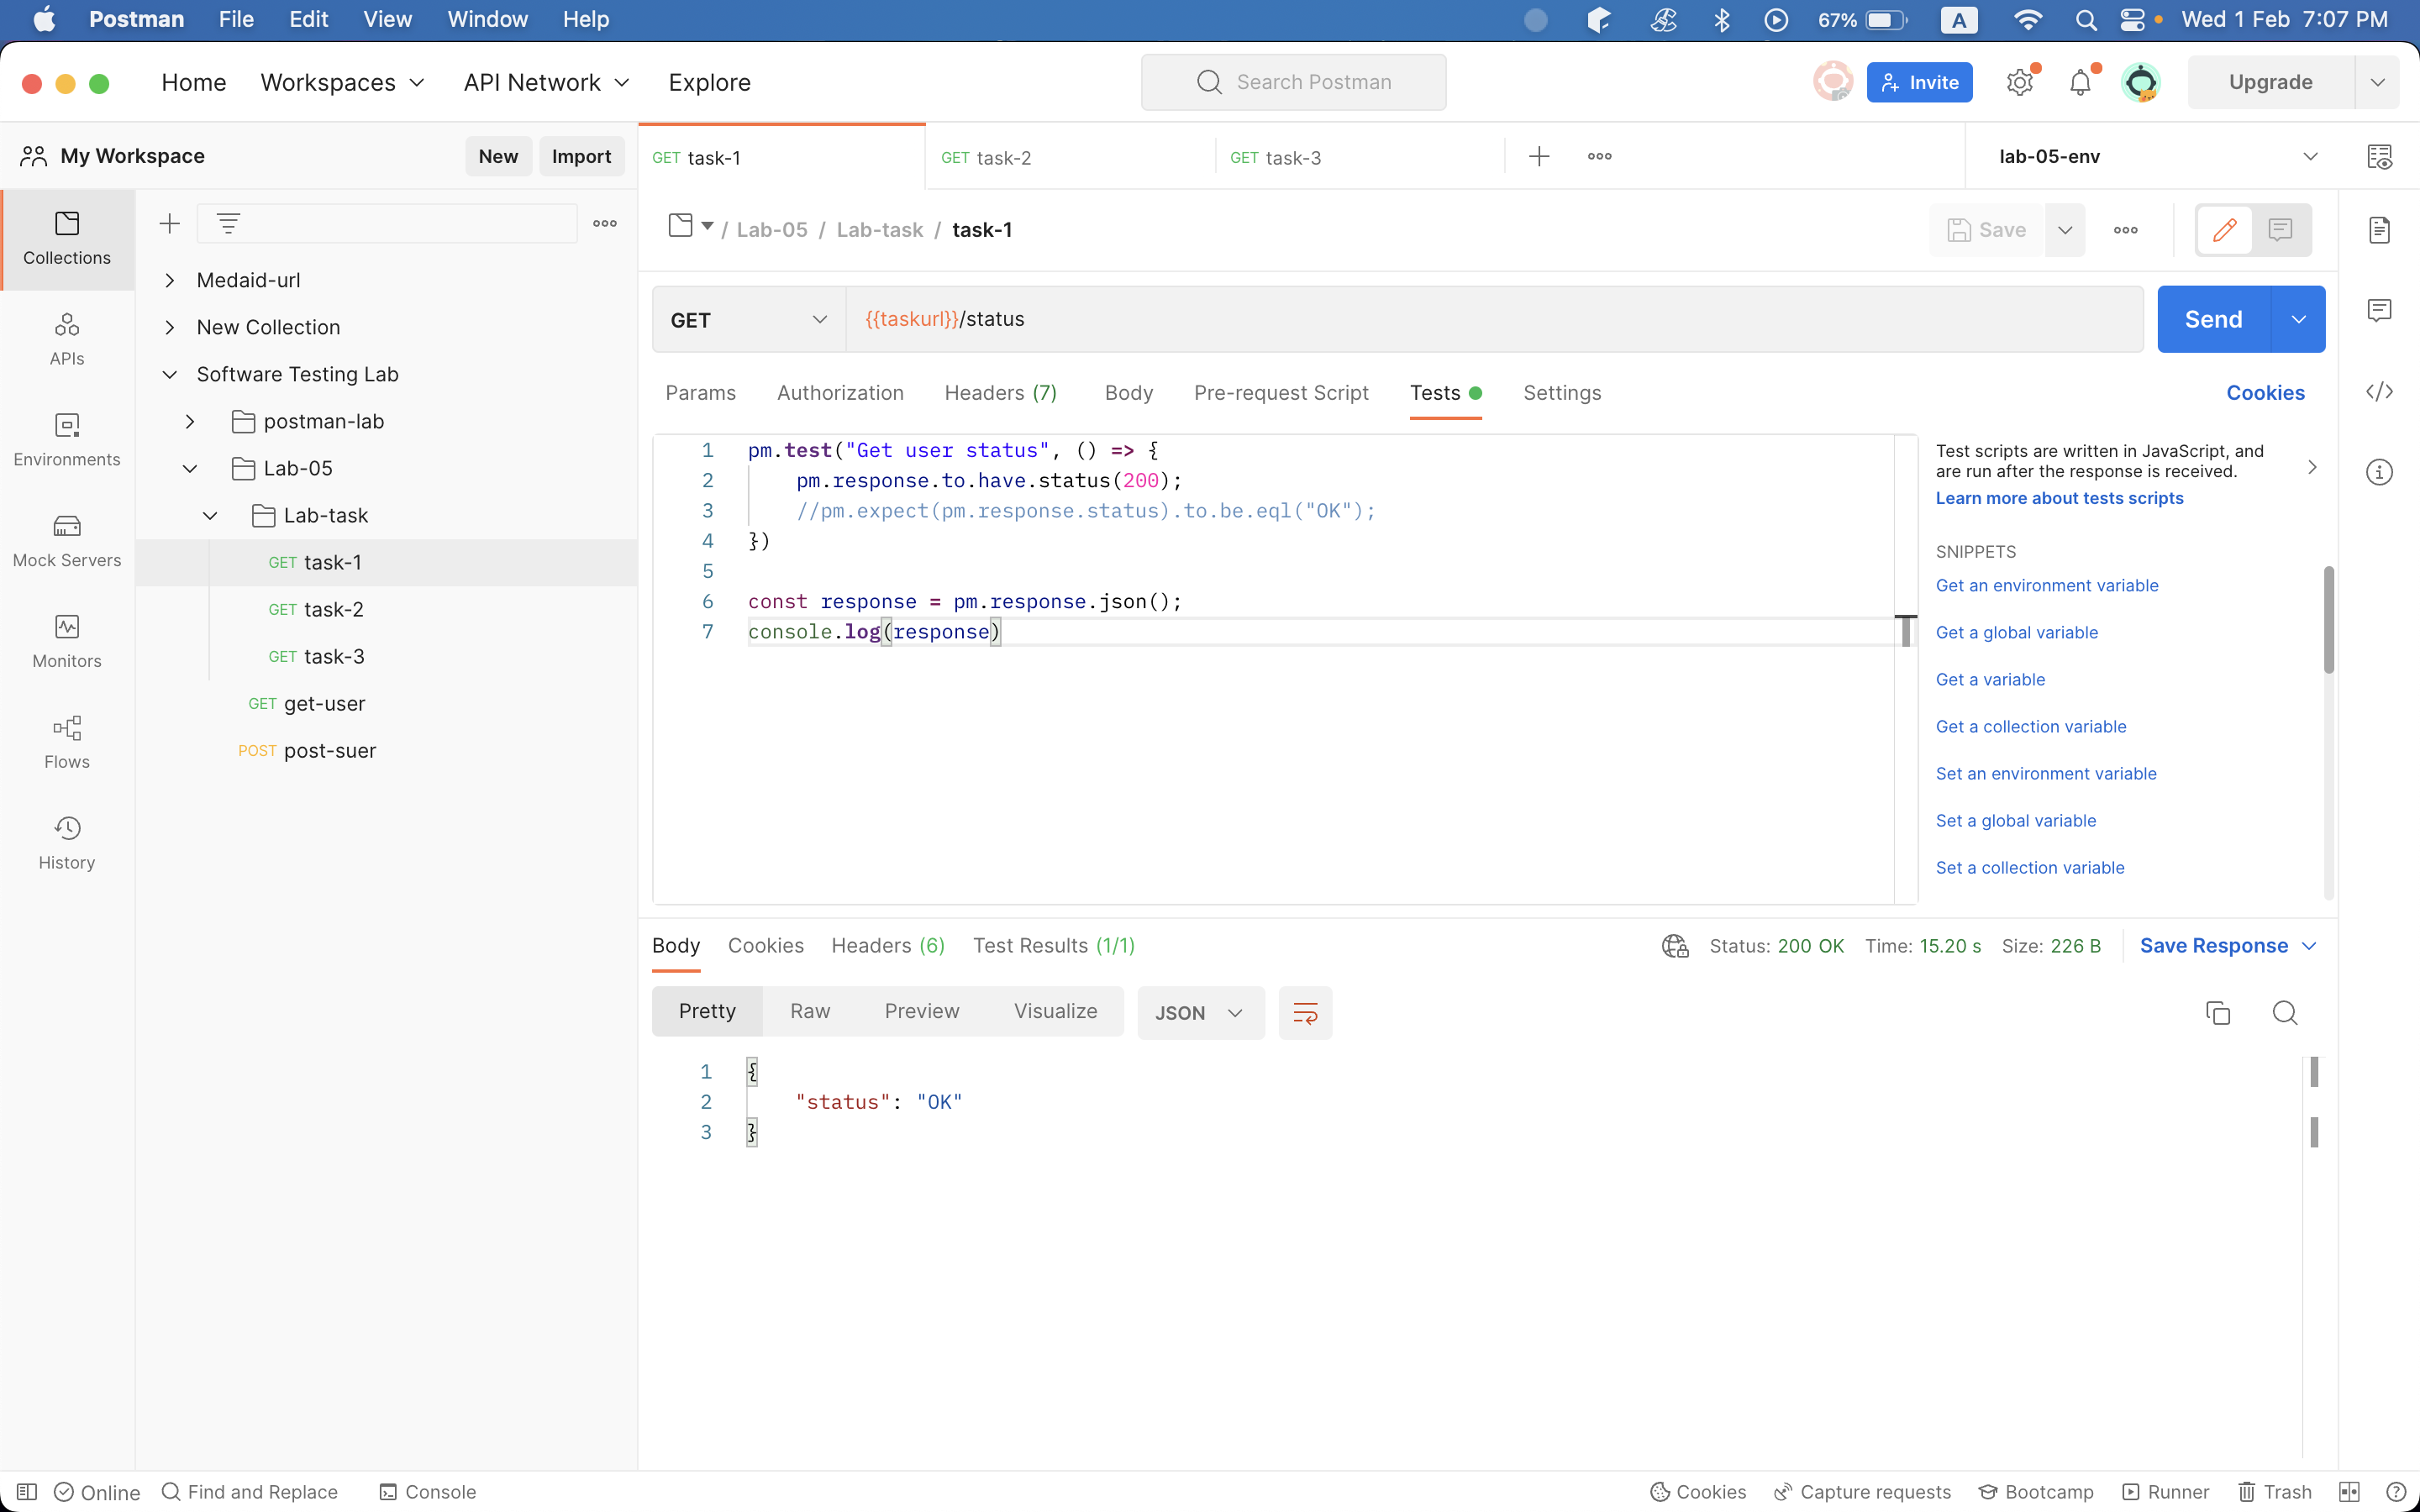 Postman File Edit View Window Help 67% A Wed 1 Feb 7:07 PM
Home Workspaces API Network Explore Search Postman Invite Upgrade
My Workspace New Import GET task-1 GET task-2 GET task-3 lab-05-env
Collections
APIs
Environments
Mock Servers
Monitors
Flows
History
Medaid-url
New Collection
Software Testing Lab
postman-lab
Lab-05
Lab-task
GET task-1
GET task-2
GET task-3
GET get-user
POST post-suer
/ Lab-05 / Lab-task / task-1 Save
GET {{taskurl}}/status Send
Params Authorization Headers (7) Body Pre-request Script Tests Settings Cookies
1 pm.test("Get user status", () => {
2 pm.response.to.have.status(200);
3 //pm.expect(pm.response.status).to.be.eql("OK");
4 })
5
6 const response = pm.response.json();
7 console.log(response)
Test scripts are written in JavaScript, and
are run after the response is received.
Learn more about tests scripts
SNIPPETS
Get an environment variable
Get a global variable
Get a variable
Get a collection variable
Set an environment variable
Set a global variable
Set a collection variable
Body Cookies Headers (6) Test Results (1/1) Status: 200 OK Time: 15.20 s Size: 226 B Save Response
Pretty Raw Preview Visualize JSON
1 {
2 "status": "OK"
3 }
Online Find and Replace Console Cookies Capture requests Bootcamp Runner Trash